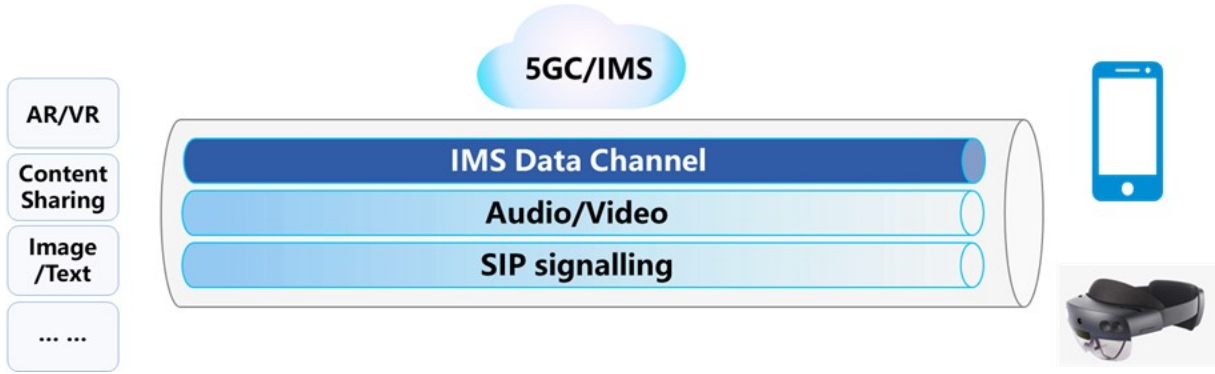 5GC/IMS
AR/VR
Content
Sharing
Image
/Text
... ...
IMS Data Channel
Audio/Video
SIP signalling